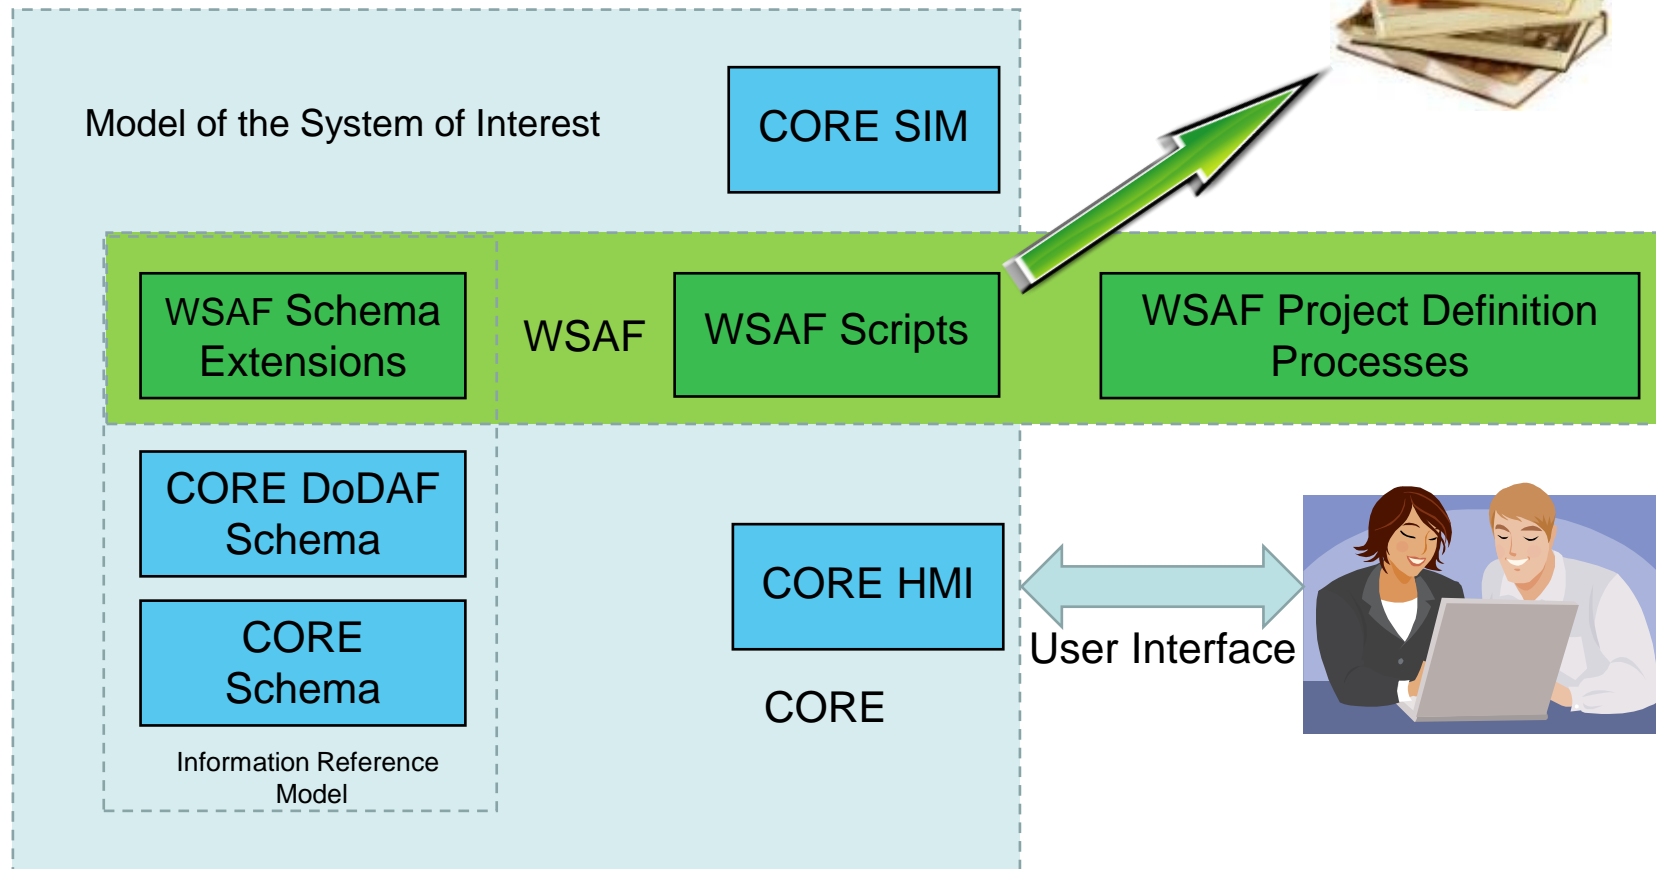 Model of the System of Interest
CORE SIM
WSAF Schema
Extensions
WSAF
WSAF Scripts
WSAF Project Definition
Processes
CORE DoDAF
Schema
CORE
Schema
Information Reference
Model
CORE HMI
CORE
User Interface